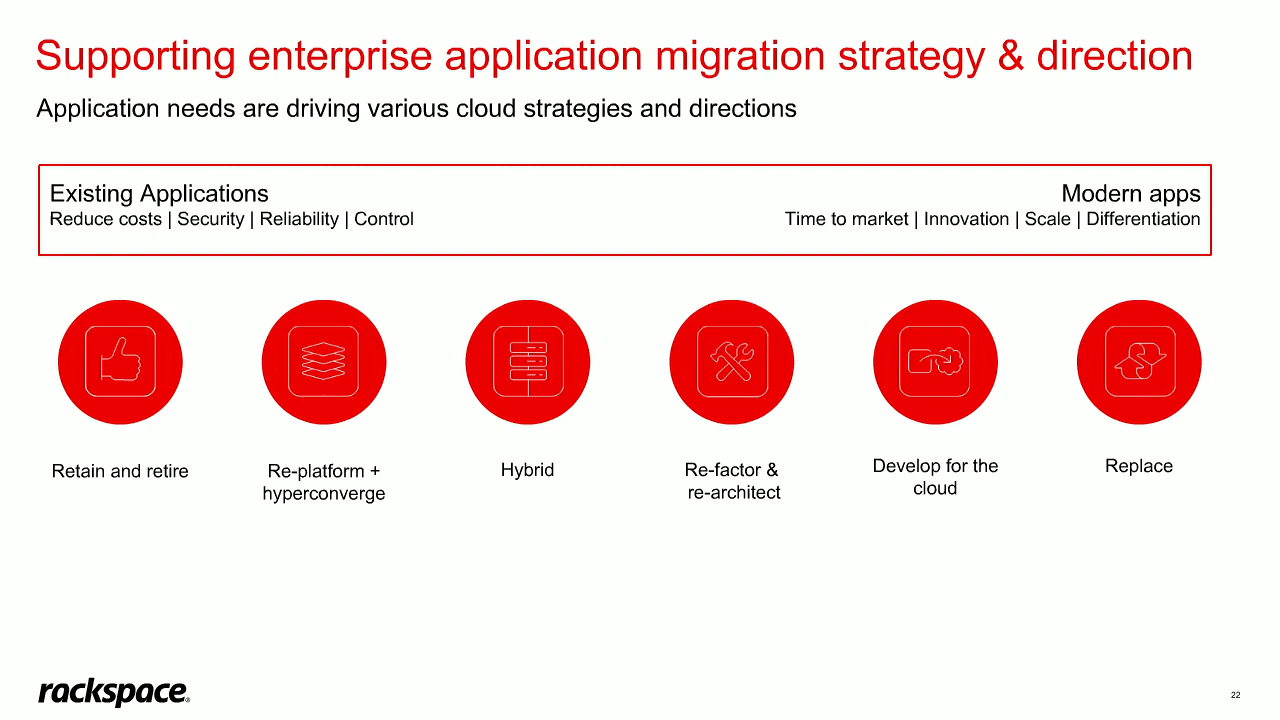 Supporting enterprise application migration strategy & direction
Application needs are driving various cloud strategies and directions
Existing Applications
Reduce costs | Security | Reliability | Control
Modern apps
Time to market | Innovation | Scale | Differentiation
Retain and retire
Re-platform +
hyperconverge
Hybrid
Re-factor &
re-architect
Develop for the
cloud
Replace
rackspace®
22